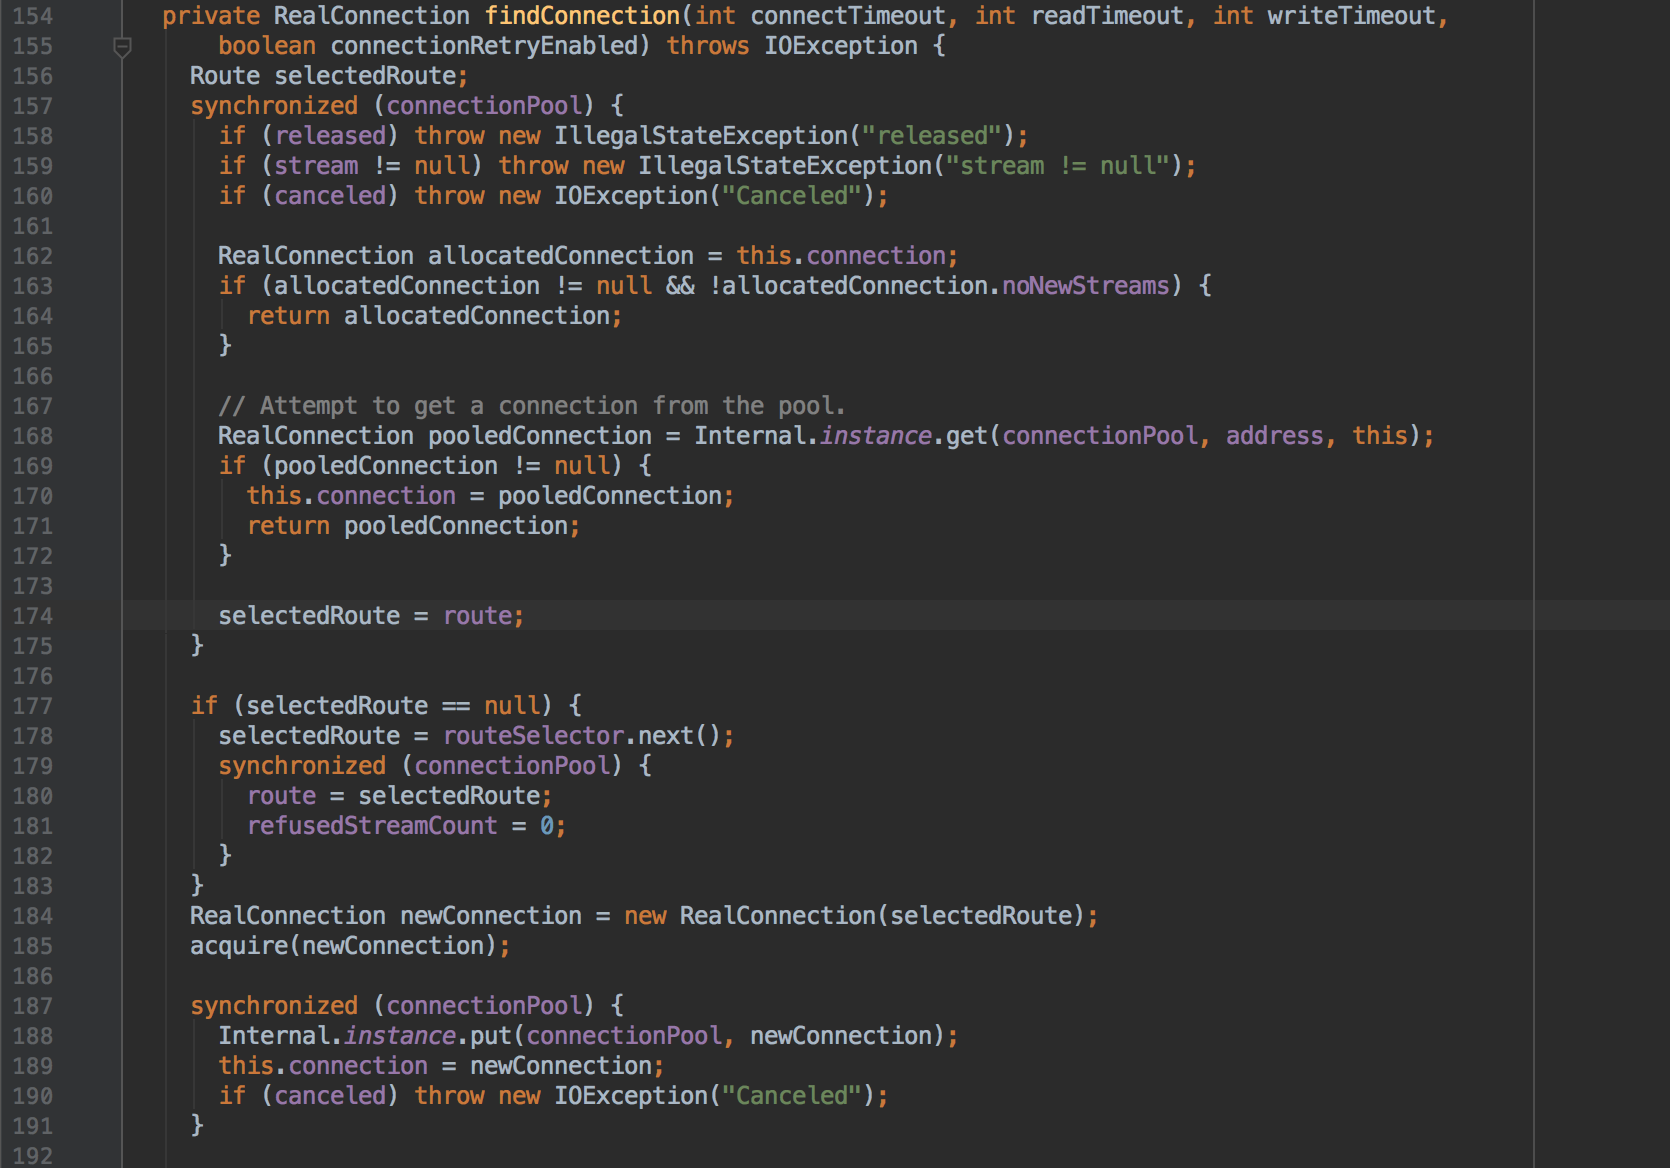 154 private RealConnection findConnection(int connectTimeout, int readTimeout, int writeTimeout,
155 boolean connectionRetryEnabled) throws IOException {
156 Route selectedRoute;
157 synchronized (connectionPool) {
158 if (released) throw new IllegalStateException("released");
159 if (stream != null) throw new IllegalStateException("stream != null");
160 if (canceled) throw new IOException("Canceled");
161
162 RealConnection allocatedConnection = this.connection;
163 if (allocatedConnection != null && !allocatedConnection.noNewStreams) {
164 return allocatedConnection;
165 }
166
167 // Attempt to get a connection from the pool.
168 RealConnection pooledConnection = Internal.instance.get(connectionPool, address, this);
169 if (pooledConnection != null) {
170 this.connection = pooledConnection;
171 return pooledConnection;
172 }
173
174 selectedRoute = route;
175 }
176
177 if (selectedRoute == null) {
178 selectedRoute = routeSelector.next();
179 synchronized (connectionPool) {
180 route = selectedRoute;
181 refusedStreamCount = 0;
182 }
183 }
184 RealConnection newConnection = new RealConnection(selectedRoute);
185 acquire(newConnection);
186
187 synchronized (connectionPool) {
188 Internal.instance.put(connectionPool, newConnection);
189 this.connection = newConnection;
190 if (canceled) throw new IOException("Canceled");
191 }
192